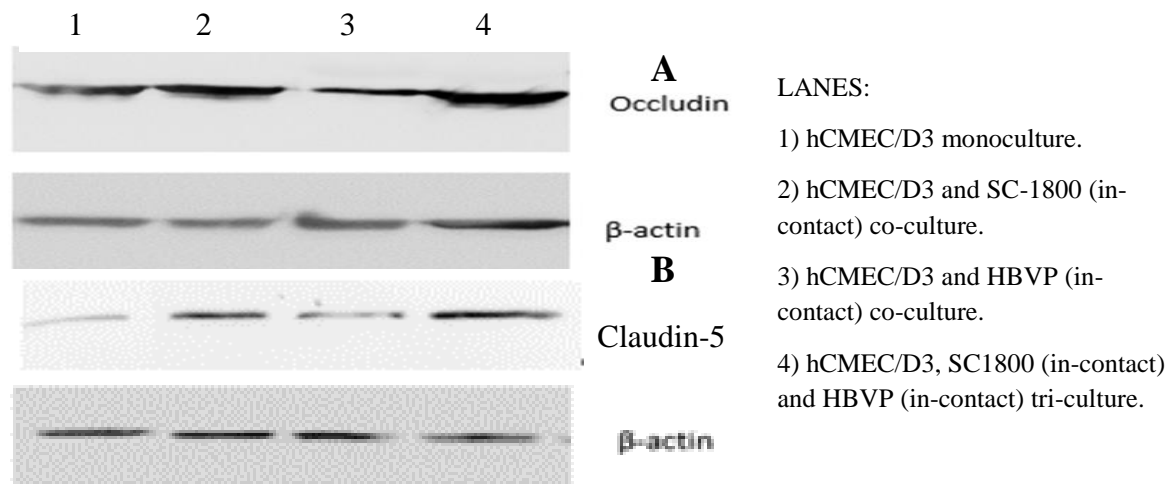 1 2 3 4
A
Occludin
β-actin
B
Claudin-5
β-actin
LANES:
1) hCMEC/D3 monoculture.
2) hCMEC/D3 and SC-1800 (in-
contact) co-culture.
3) hCMEC/D3 and HBVP (in-
contact) co-culture.
4) hCMEC/D3, SC1800 (in-contact)
and HBVP (in-contact) tri-culture.